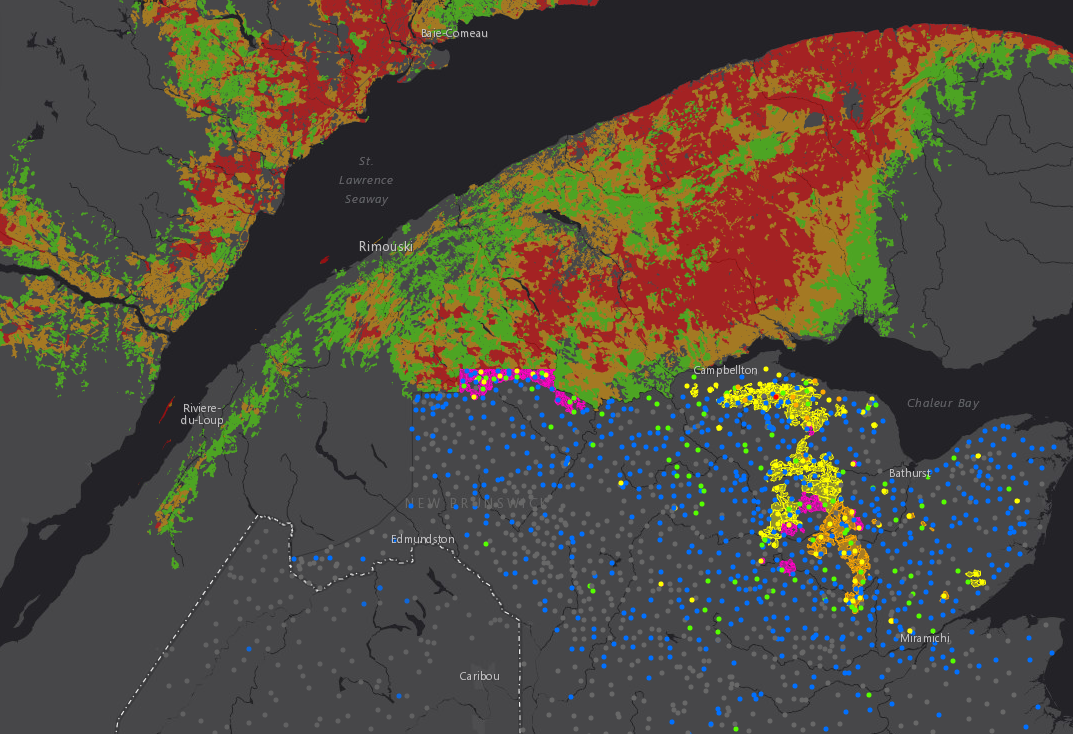 Baie-Comeau
St.
Lawrence
Seaway
Rimouski
Campbellton
Riviere-
du-Loup
Chaleur Bay
Bathurst
NEW BRUNSWICK
Edmundston
Miramichi
Caribou